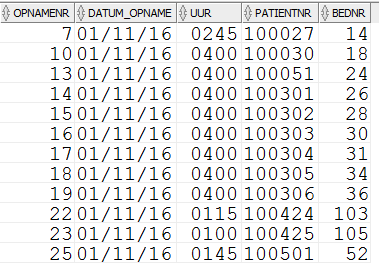 OPNAMENR DATUM_OPNAME UUR PATIENTNR BEDNR
7 01/11/16 0245 100027 14
10 01/11/16 0400 100030 18
13 01/11/16 0400 100051 24
14 01/11/16 0400 100301 26
15 01/11/16 0400 100302 28
16 01/11/16 0400 100303 30
17 01/11/16 0400 100304 31
18 01/11/16 0400 100305 34
19 01/11/16 0400 100306 36
22 01/11/16 0115 100424 103
23 01/11/16 0100 100425 105
25 01/11/16 0145 100501 52